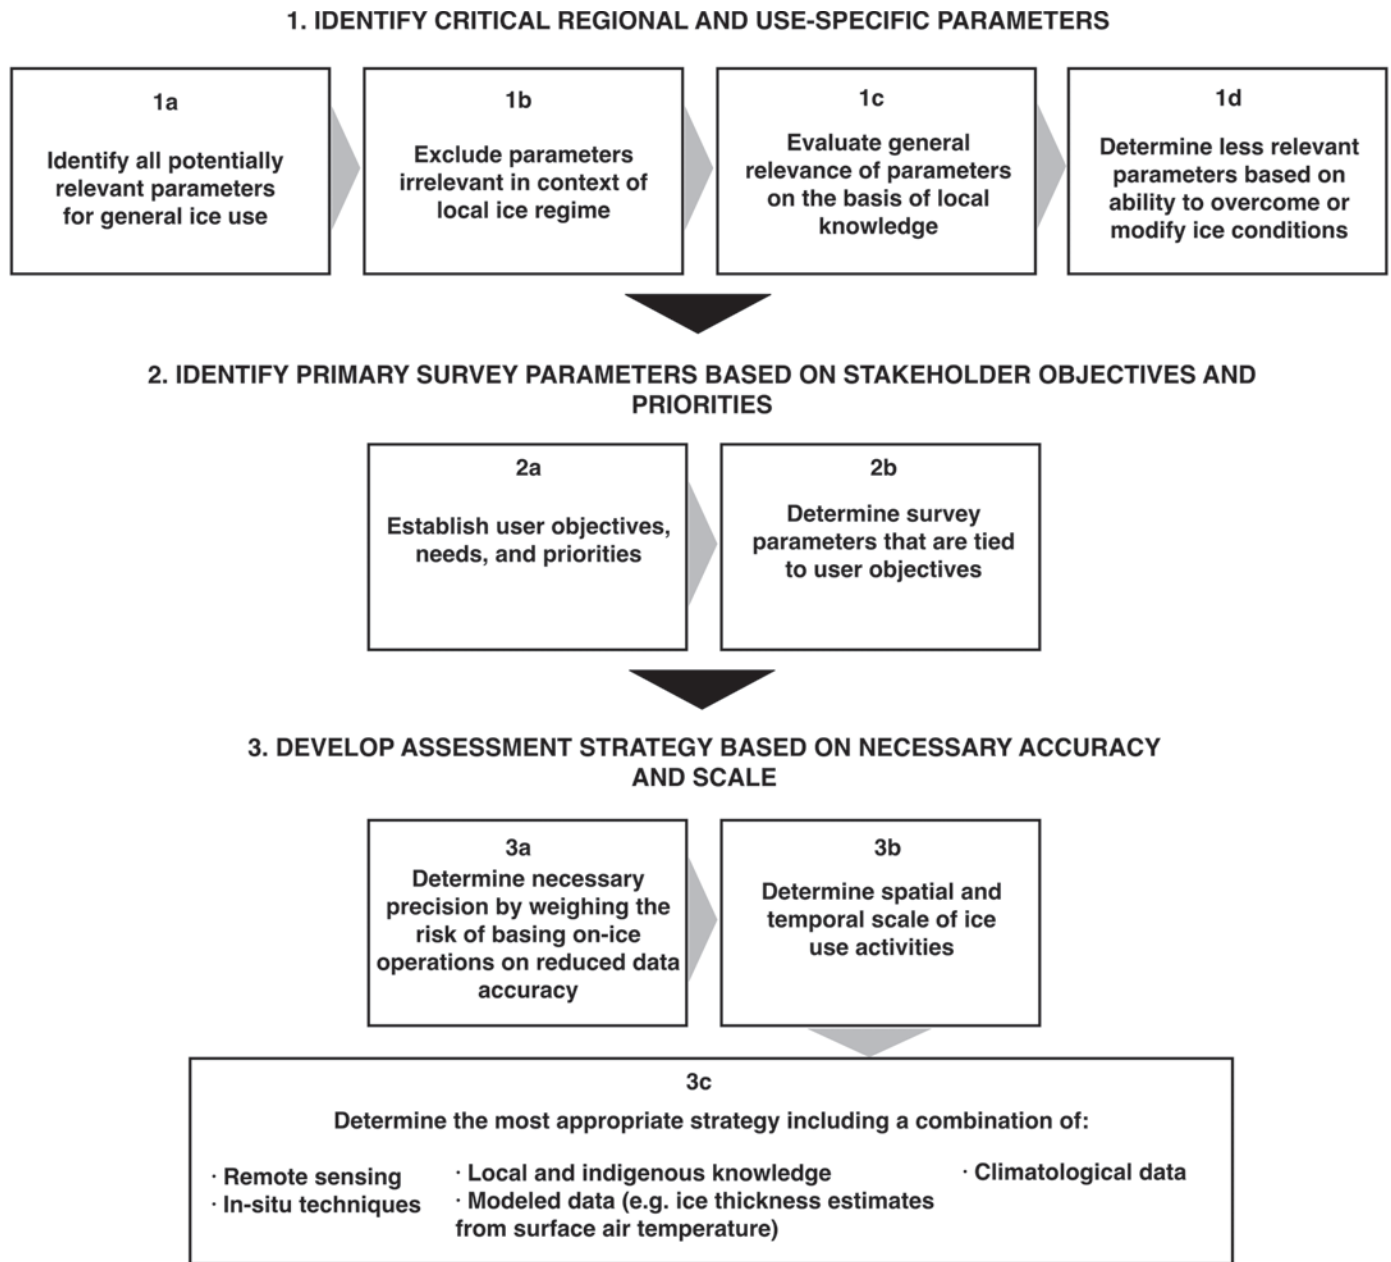 1. IDENTIFY CRITICAL REGIONAL AND USE-SPECIFIC PARAMETERS
1a
Identify all potentially
relevant parameters
for general ice use
1b
Exclude parameters
irrelevant in context of
local ice regime
1c
Evaluate general
relevance of parameters
on the basis of local
knowledge
1d
Determine less relevant
parameters based on
ability to overcome or
modify ice conditions
2. IDENTIFY PRIMARY SURVEY PARAMETERS BASED ON STAKEHOLDER OBJECTIVES AND
PRIORITIES
2a
Establish user objectives,
needs, and priorities
2b
Determine survey
parameters that are tied
to user objectives
3. DEVELOP ASSESSMENT STRATEGY BASED ON NECESSARY ACCURACY
AND SCALE
3a
Determine necessary
precision by weighing the
risk of basing on-ice
operations on reduced data
accuracy
3b
Determine spatial and
temporal scale of ice
use activities
3c
Determine the most appropriate strategy including a combination of:
· Remote sensing
· In-situ techniques
· Local and indigenous knowledge
· Modeled data (e.g. ice thickness estimates
from surface air temperature)
· Climatological data